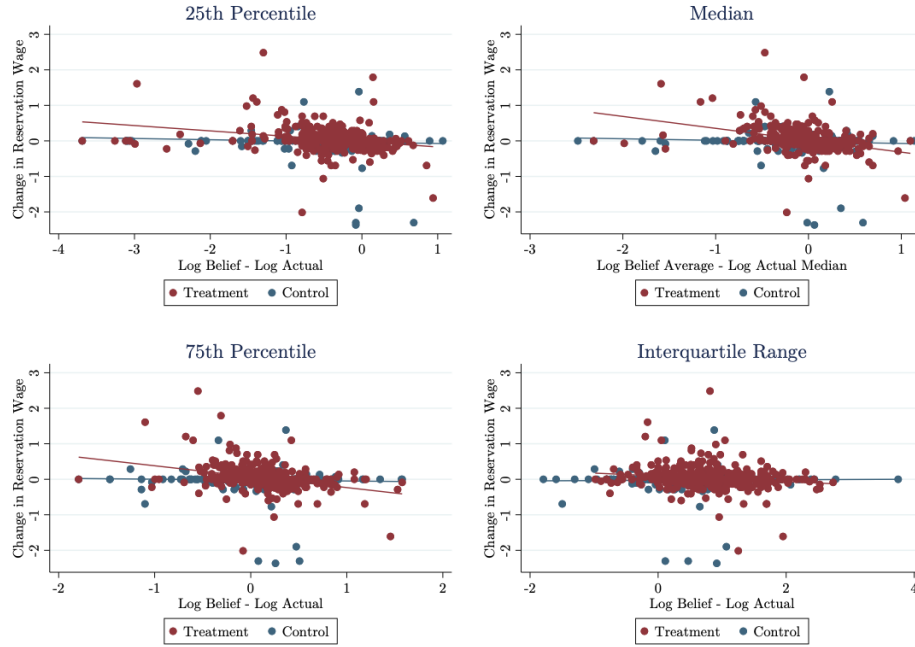 25th Percentile
Change in Reservation Wage
3
2
1
0
-1
-2
-4
-3
-2
-1
0
1
Log Belief - Log Actual
Treatment
Control
Median
Change in Reservation Wage
3
2
1
0
-1
-2
-3
-2
-1
0
1
Log Belief Average - Log Actual Median
Treatment
Control
75th Percentile
Change in Reservation Wage
3
2
1
0
-1
-2
-2
-1
0
1
2
Log Belief - Log Actual
Treatment
Control
Interquartile Range
Change in Reservation Wage
3
2
1
0
-1
-2
-2
0
2
4
Log Belief - Log Actual
Treatment
Control